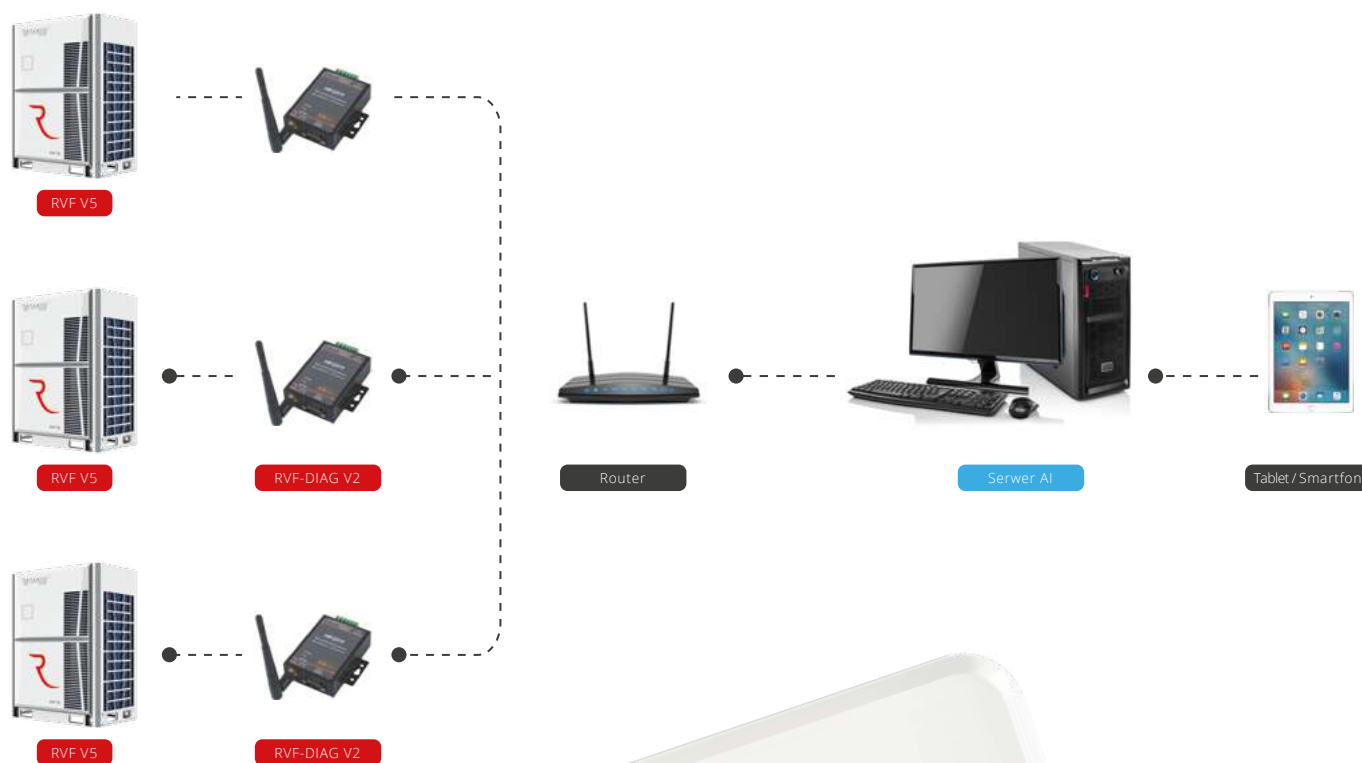 RVF V5
RVF V5
RVF-DIAG V2
Router
Serwer AI
Tablet / Smartfon
RVF V5
RVF-DIAG V2